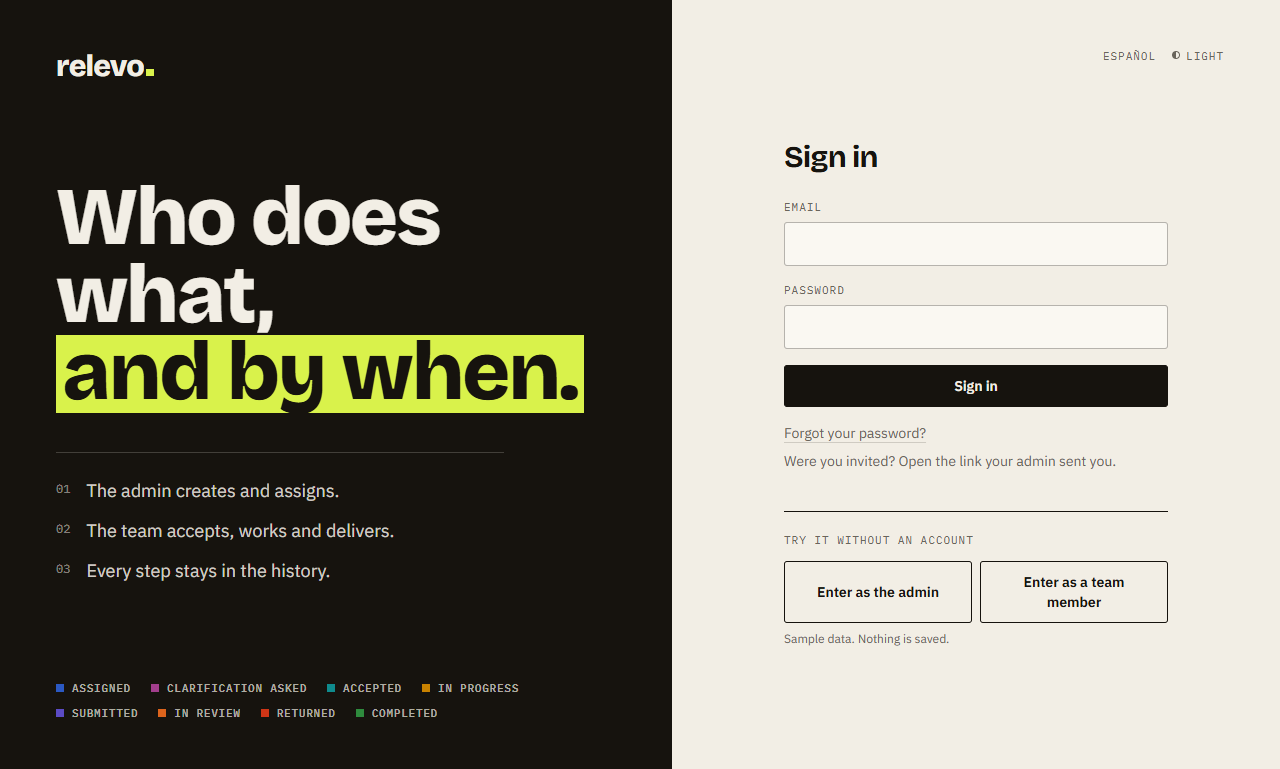 relevo.
ESPAÑOL LIGHT
Who does
what,
and by when.
01 The admin creates and assigns.
02 The team accepts, works and delivers.
03 Every step stays in the history.
ASSIGNED CLARIFICATION ASKED ACCEPTED IN PROGRESS
SUBMITTED IN REVIEW RETURNED COMPLETED
Sign in
EMAIL
PASSWORD
Sign in
Forgot your password?
Were you invited? Open the link your admin sent you.
TRY IT WITHOUT AN ACCOUNT
Enter as the admin
Enter as a team
member
Sample data. Nothing is saved.